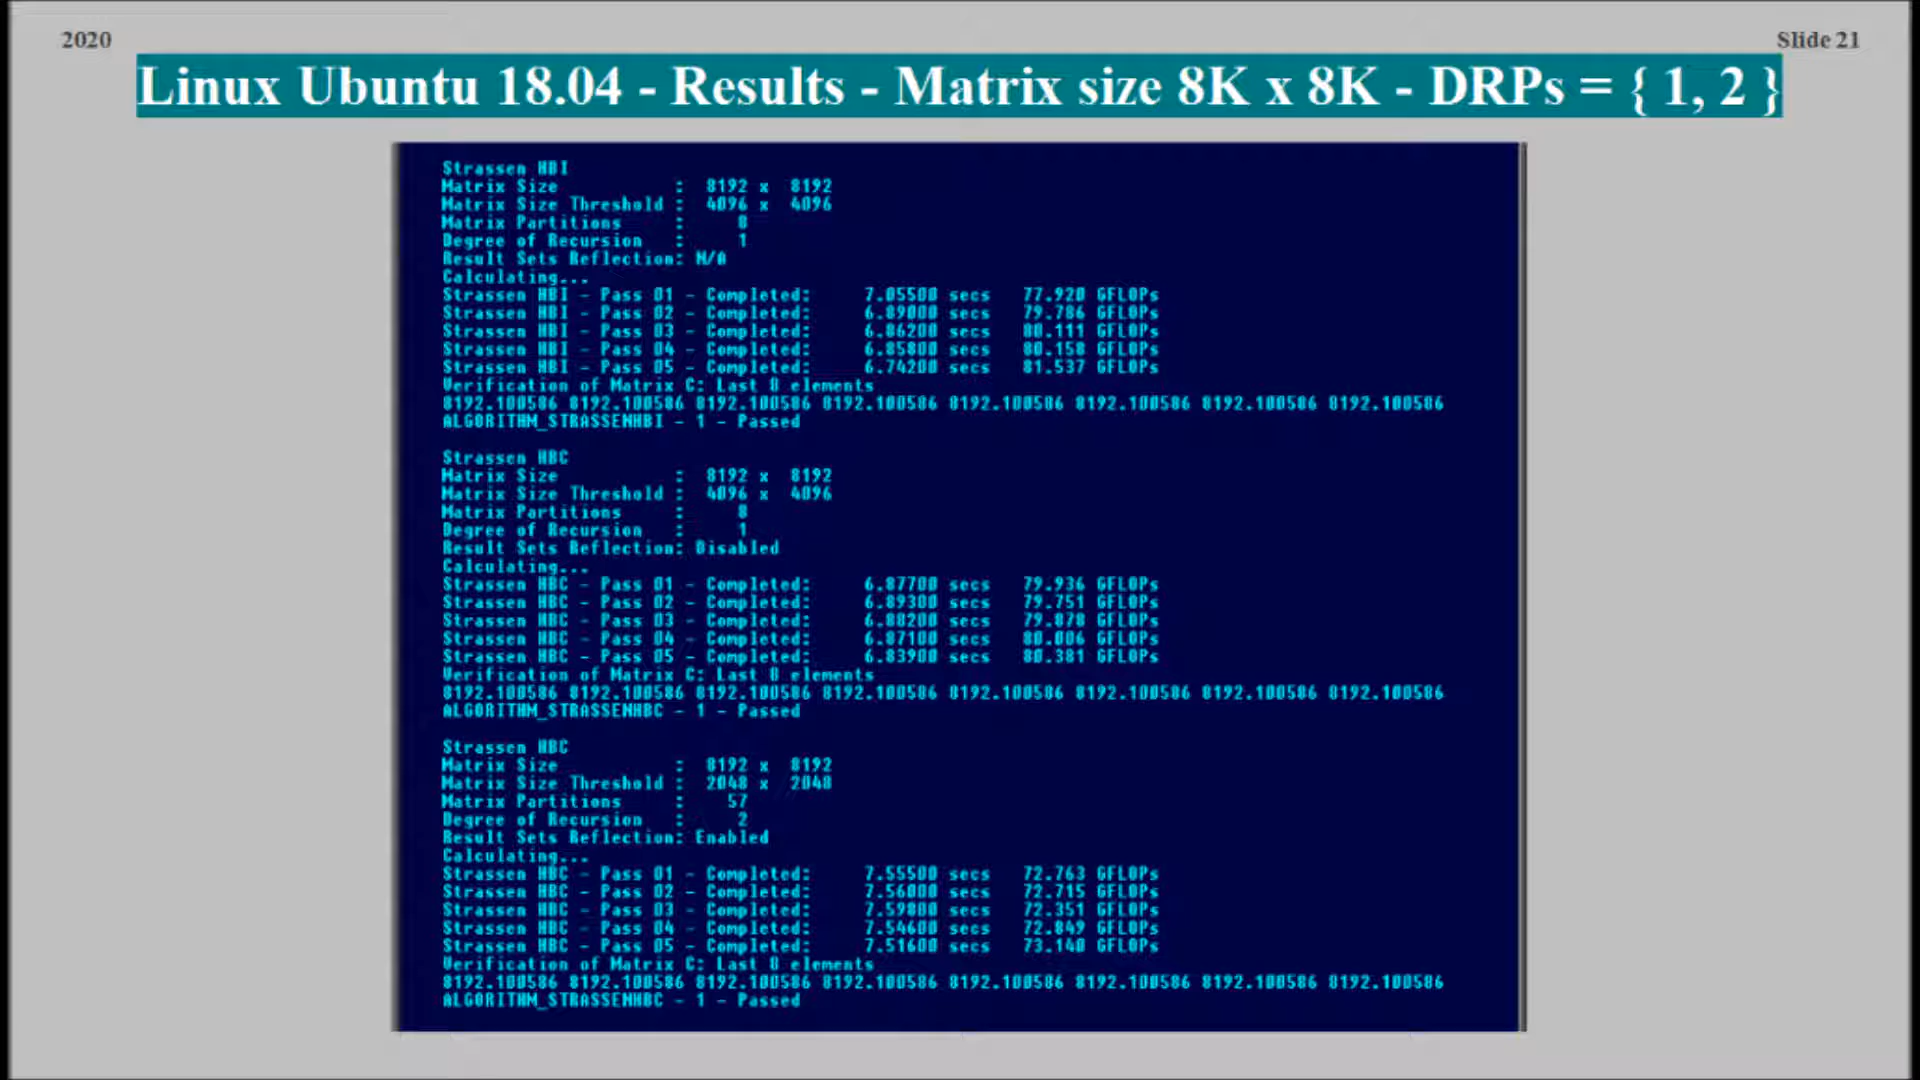 2020
Slide 21
Linux Ubuntu 18.04 - Results - Matrix size 8K x 8K - DRPs = { 1, 2 }
Strassen HBI
Matrix Size : 8192 x 8192
Matrix Size Threshold : 4096 x 4096
Matrix Partitions : 8
Degree of Recursion : 1
Result Sets Reflection: N/A
Calculating...
Strassen HBI - Pass 01 - Completed: 7.05500 secs 77.920 GFLOPs
Strassen HBI - Pass 02 - Completed: 6.89000 secs 79.786 GFLOPs
Strassen HBI - Pass 03 - Completed: 6.86200 secs 80.111 GFLOPs
Strassen HBI - Pass 04 - Completed: 6.85800 secs 80.158 GFLOPs
Strassen HBI - Pass 05 - Completed: 6.74200 secs 81.537 GFLOPs
Verification of Matrix C: Last 8 elements
8192.100586 8192.100586 8192.100586 8192.100586 8192.100586 8192.100586 8192.100586 8192.100586
ALGORITHM_STRASSENHBI - 1 - Passed
Strassen HBC
Matrix Size : 8192 x 8192
Matrix Size Threshold : 4096 x 4096
Matrix Partitions : 8
Degree of Recursion : 1
Result Sets Reflection: Disabled
Calculating...
Strassen HBC - Pass 01 - Completed: 6.87700 secs 79.936 GFLOPs
Strassen HBC - Pass 02 - Completed: 6.89300 secs 79.751 GFLOPs
Strassen HBC - Pass 03 - Completed: 6.88200 secs 79.878 GFLOPs
Strassen HBC - Pass 04 - Completed: 6.87100 secs 80.006 GFLOPs
Strassen HBC - Pass 05 - Completed: 6.83900 secs 80.381 GFLOPs
Verification of Matrix C: Last 8 elements
8192.100586 8192.100586 8192.100586 8192.100586 8192.100586 8192.100586 8192.100586 8192.100586
ALGORITHM_STRASSENHBC - 1 - Passed
Strassen HBC
Matrix Size : 8192 x 8192
Matrix Size Threshold : 2048 x 2048
Matrix Partitions : 57
Degree of Recursion : 2
Result Sets Reflection: Enabled
Calculating...
Strassen HBC - Pass 01 - Completed: 7.55500 secs 72.763 GFLOPs
Strassen HBC - Pass 02 - Completed: 7.56000 secs 72.715 GFLOPs
Strassen HBC - Pass 03 - Completed: 7.59800 secs 72.351 GFLOPs
Strassen HBC - Pass 04 - Completed: 7.54600 secs 72.849 GFLOPs
Strassen HBC - Pass 05 - Completed: 7.51600 secs 73.140 GFLOPs
Verification of Matrix C: Last 8 elements
8192.100586 8192.100586 8192.100586 8192.100586 8192.100586 8192.100586 8192.100586 8192.100586
ALGORITHM_STRASSENHBC - 1 - Passed